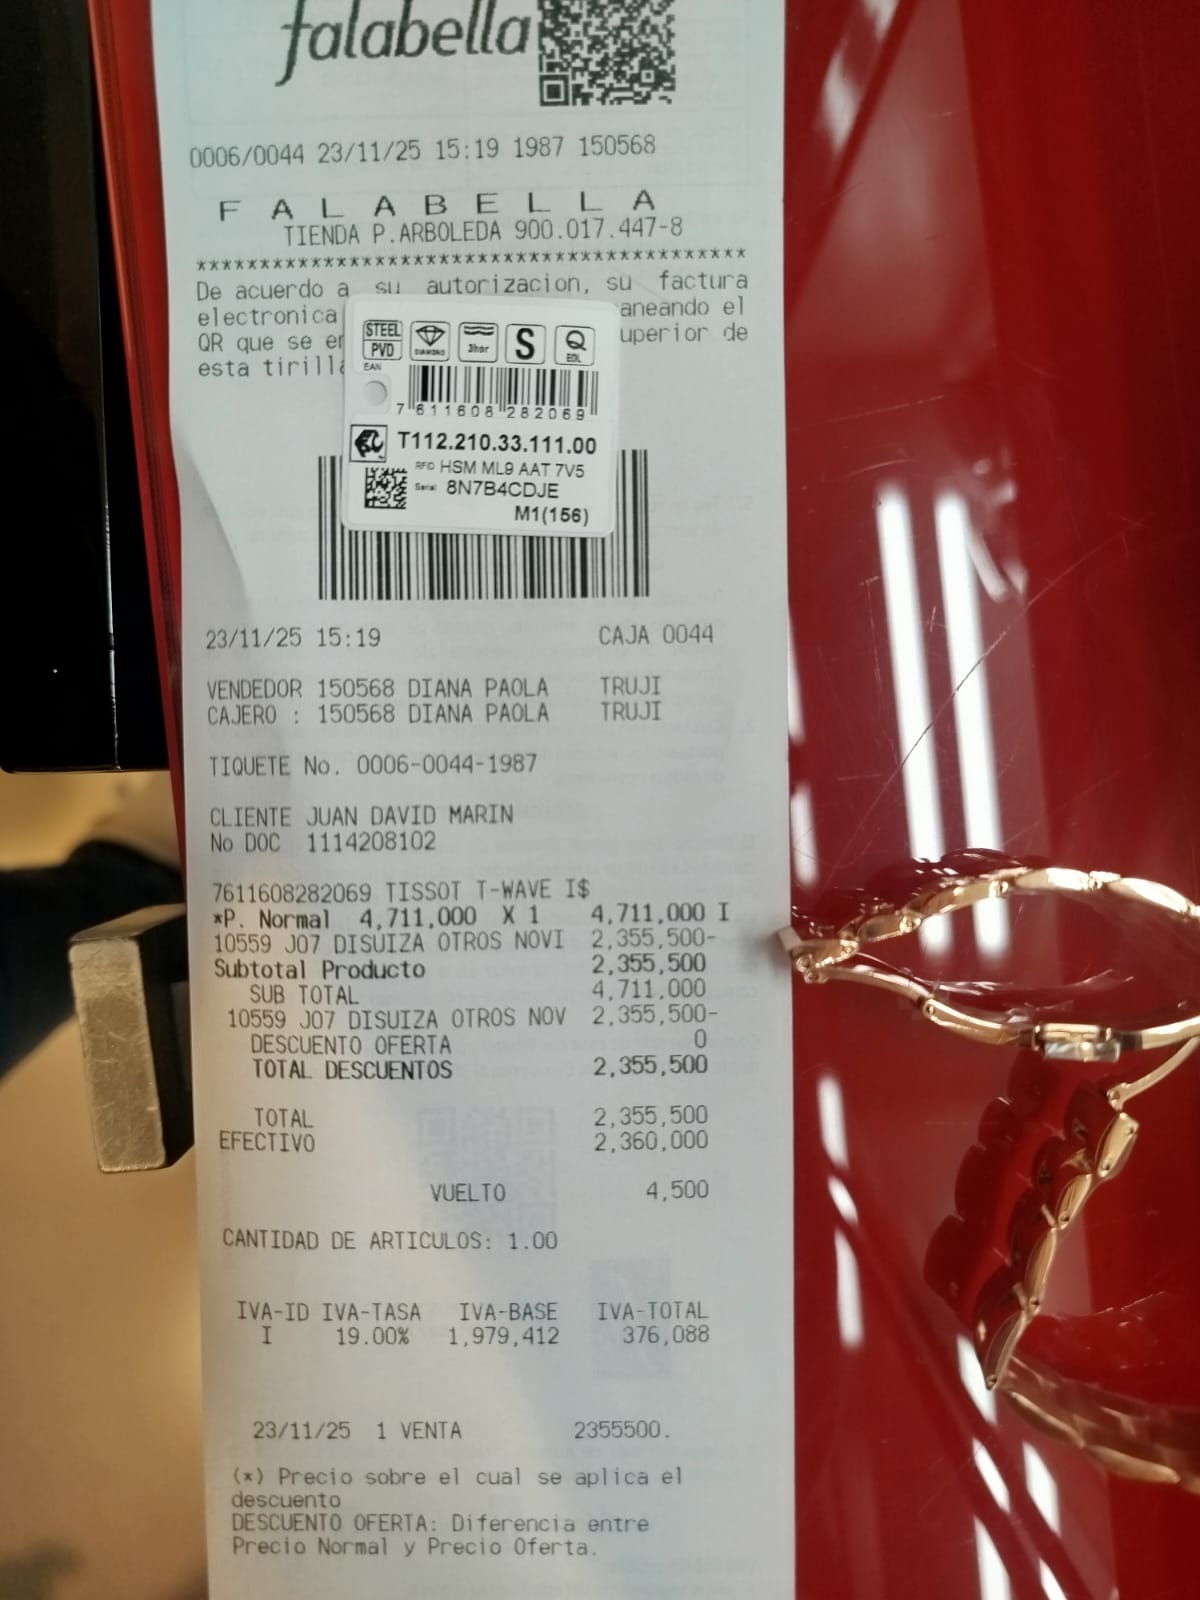 falabella
0006/0044 23/11/25 15:19 1987 150568
F A L A B E L L A
TIENDA P.ARBOLEDA 900.017.447-8
*******************************************
De acuerdo a su autorizacion, su factura
electronica aneando el
QR que se en uperior de
esta tirilla
STEEL
PVD
DIAMOND
3bar
S
Q
EOL
EAN
7 611608 282069
T112.210.33.111.00
RFID HSM ML9 AAT 7V5
Serial 8N7B4CDJE
M1(156)
23/11/25 15:19 CAJA 0044
VENDEDOR 150568 DIANA PAOLA TRUJI
CAJERO : 150568 DIANA PAOLA TRUJI
TIQUETE No. 0006-0044-1987
CLIENTE JUAN DAVID MARIN
No DOC 1114208102
7611608282069 TISSOT T-WAVE I$
*P. Normal 4,711,000 X 1 4,711,000 I
10559 J07 DISUIZA OTROS NOVI 2,355,500-
Subtotal Producto 2,355,500
SUB TOTAL 4,711,000
10559 J07 DISUIZA OTROS NOV 2,355,500-
DESCUENTO OFERTA 0
TOTAL DESCUENTOS 2,355,500
TOTAL 2,355,500
EFECTIVO 2,360,000
VUELTO 4,500
CANTIDAD DE ARTICULOS: 1.00
IVA-ID IVA-TASA IVA-BASE IVA-TOTAL
I 19.00% 1,979,412 376,088
23/11/25 1 VENTA 2355500.
(*) Precio sobre el cual se aplica el
descuento
DESCUENTO OFERTA: Diferencia entre
Precio Normal y Precio Oferta.